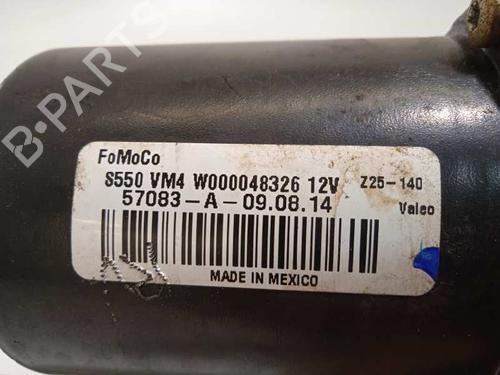 B-PARTS
FoMoCo
S550 VM4 W000048326 12V Z25-140
57083-A-09.08.14 Valeo
MADE IN MEXICO